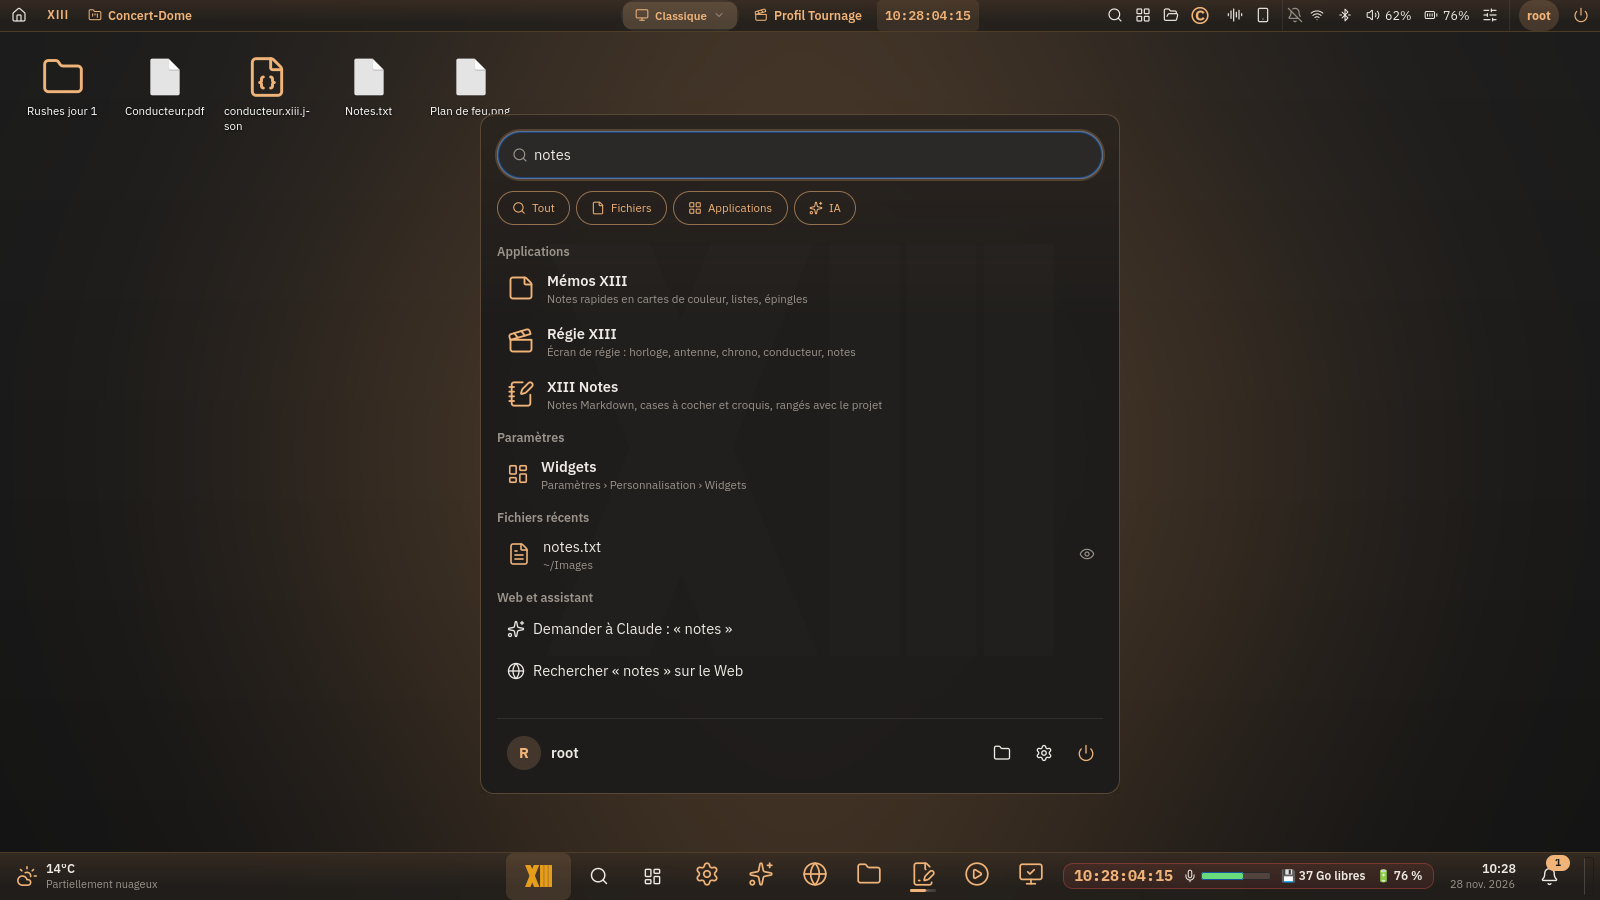 XIII
Concert-Dome
Classique
Profil Tournage
10:28:04:15
62%
76%
root
Rushes jour 1
Conducteur.pdf
conducteur.xiii.j-
son
Notes.txt
Plan de feu.png
notes
Tout
Fichiers
Applications
IA
Applications
Mémos XIII
Notes rapides en cartes de couleur, listes, épingles
Régie XIII
Écran de régie : horloge, antenne, chrono, conducteur, notes
XIII Notes
Notes Markdown, cases à cocher et croquis, rangés avec le projet
Paramètres
Widgets
Paramètres › Personnalisation › Widgets
Fichiers récents
notes.txt
~/Images
Web et assistant
Demander à Claude : « notes »
Rechercher « notes » sur le Web
R
root
14°C
Partiellement nuageux
XIII
10:28:04:15
37 Go libres
76 %
10:28
28 nov. 2026
1